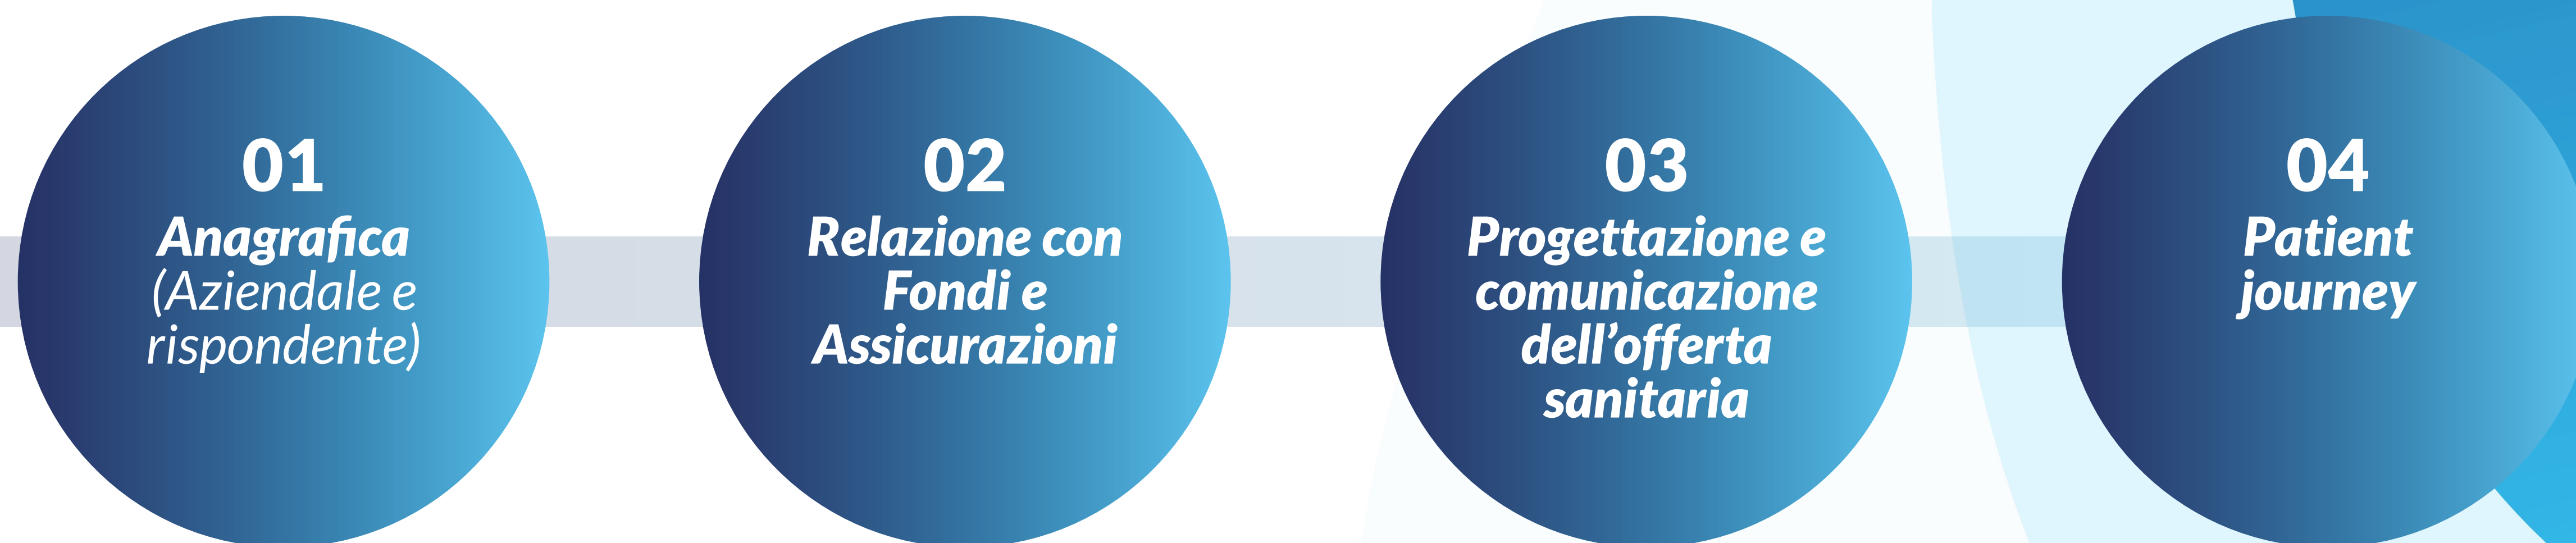 01
Anagrafica
(Aziendale e
rispondente)
02
Relazione con
Fondi e
Assicurazioni
03
Progettazione e
comunicazione
dell’offerta
sanitaria
04
Patient
journey